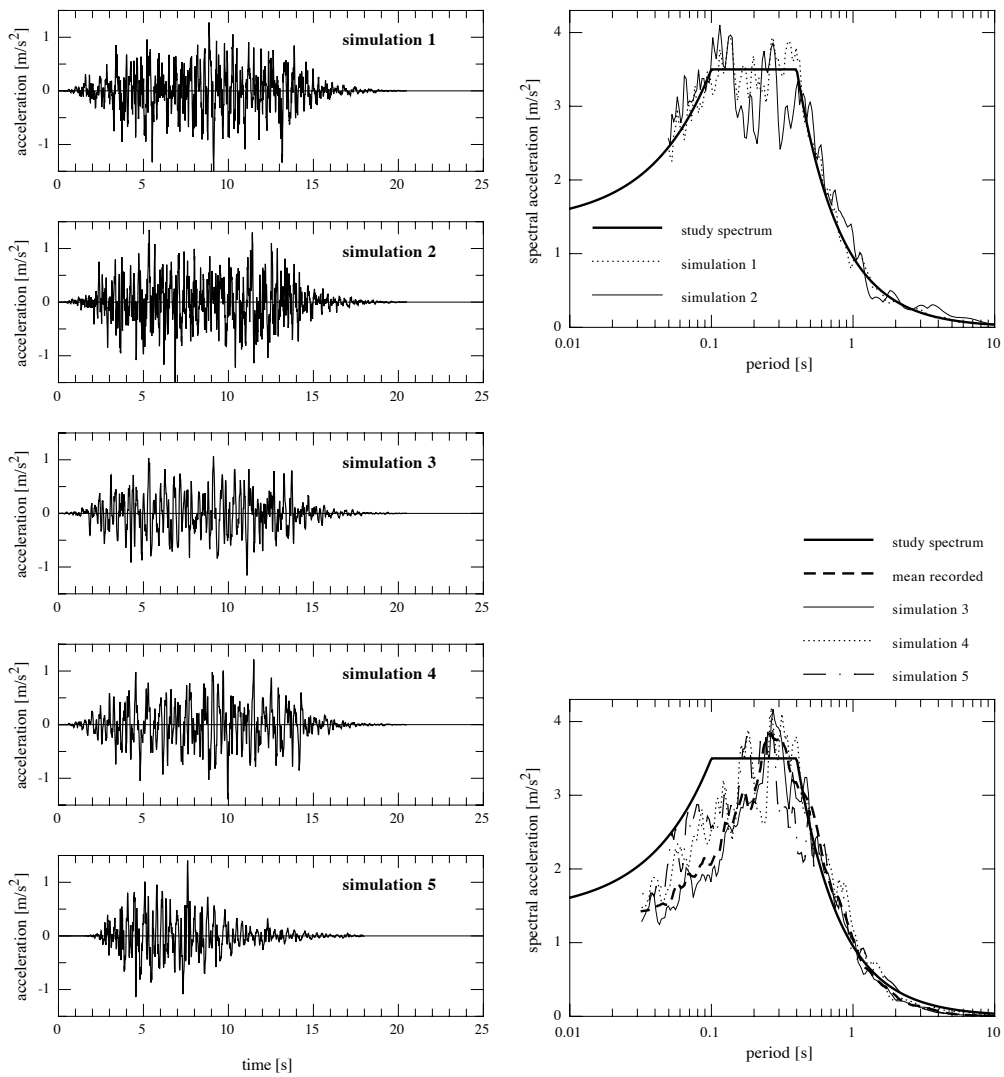 acceleration [m/s²]
1
0
-1
simulation 1
0 5 10 15 20 25
acceleration [m/s²]
1
0
-1
simulation 2
0 5 10 15 20 25
acceleration [m/s²]
1
0
-1
simulation 3
0 5 10 15 20 25
acceleration [m/s²]
1
0
-1
simulation 4
0 5 10 15 20 25
acceleration [m/s²]
1
0
-1
simulation 5
0 5 10 15 20 25
time [s]
spectral acceleration [m/s²]
4
3
2
1
0
study spectrum
simulation 1
simulation 2
0.01 0.1 1 10
period [s]
study spectrum
mean recorded
simulation 3
simulation 4
simulation 5
spectral acceleration [m/s²]
4
3
2
1
0
0.01 0.1 1 10
period [s]